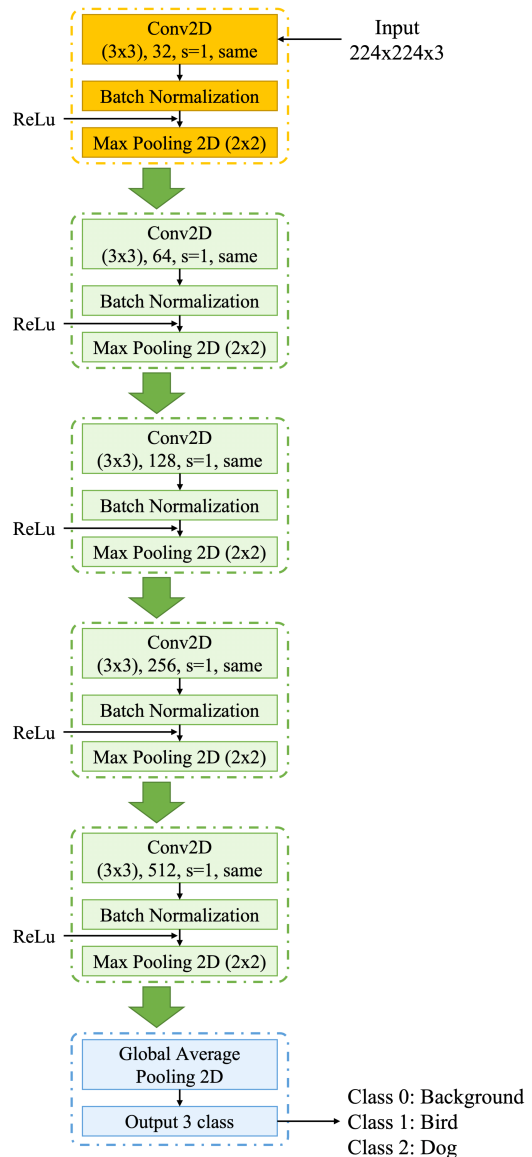 Conv2D
(3x3), 32, s=1, same
Input
224x224x3
Batch Normalization
ReLu
Max Pooling 2D (2x2)
Conv2D
(3x3), 64, s=1, same
Batch Normalization
ReLu
Max Pooling 2D (2x2)
Conv2D
(3x3), 128, s=1, same
Batch Normalization
ReLu
Max Pooling 2D (2x2)
Conv2D
(3x3), 256, s=1, same
Batch Normalization
ReLu
Max Pooling 2D (2x2)
Conv2D
(3x3), 512, s=1, same
Batch Normalization
ReLu
Max Pooling 2D (2x2)
Global Average
Pooling 2D
Output 3 class
Class 0: Background
Class 1: Bird
Class 2: Dog